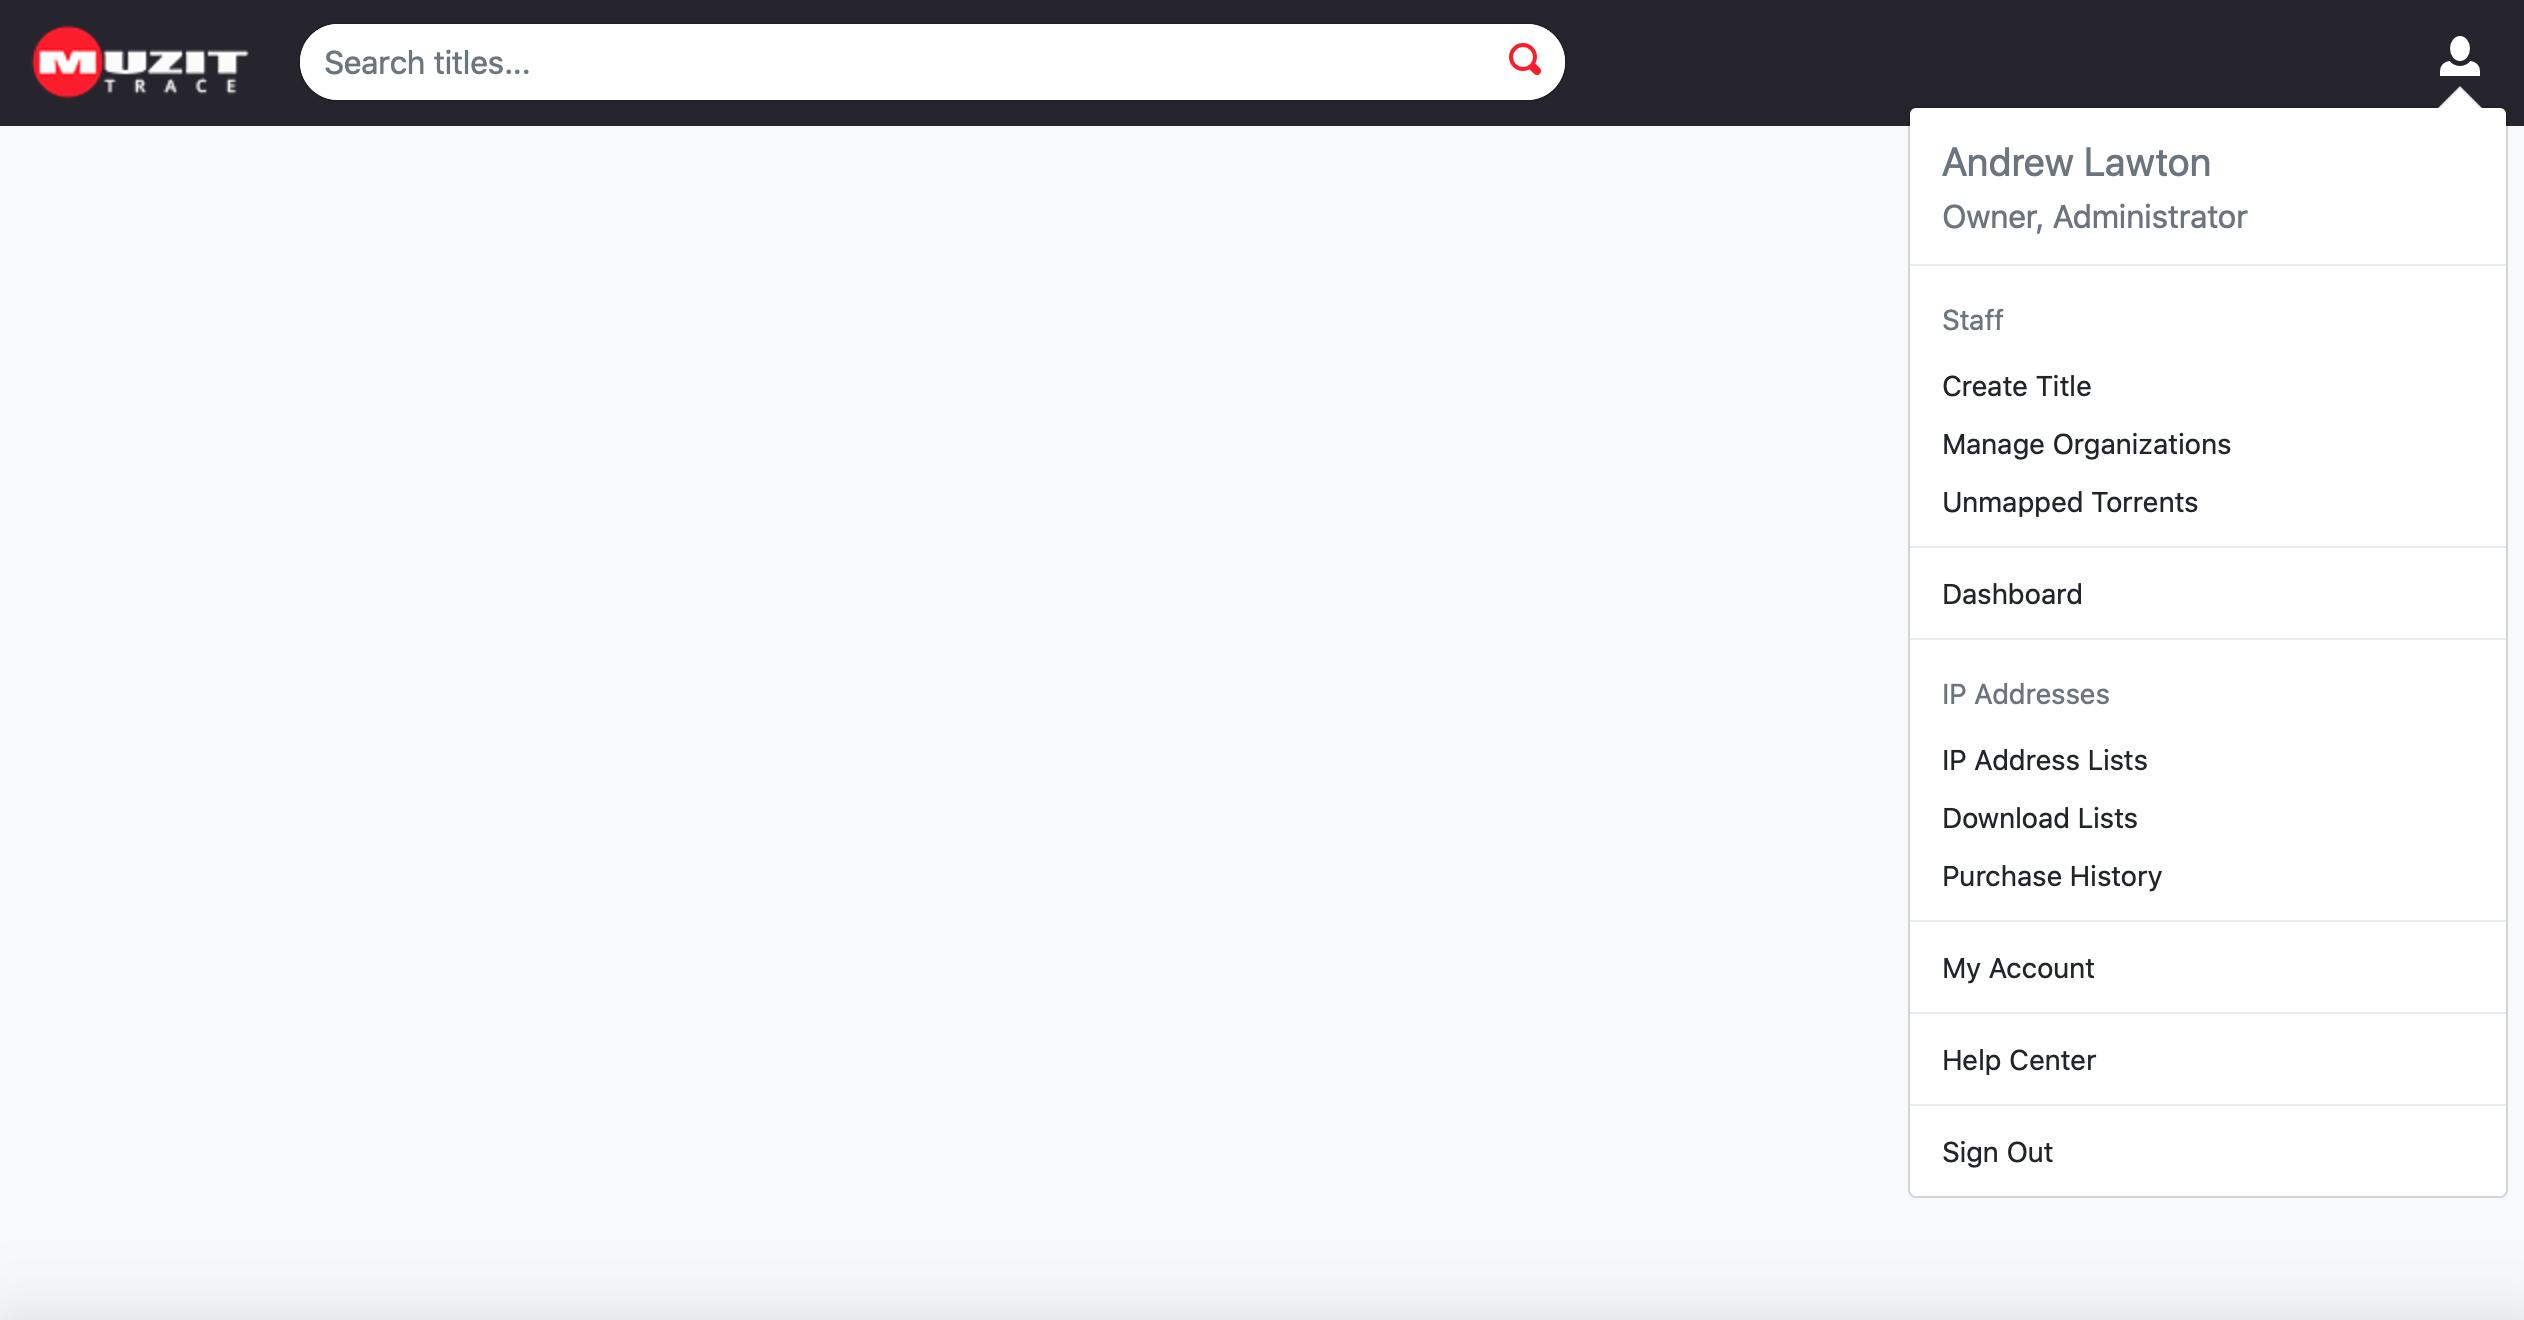 MUZIT
TRACE
Search titles...
Andrew Lawton
Owner, Administrator
Staff
Create Title
Manage Organizations
Unmapped Torrents
Dashboard
IP Addresses
IP Address Lists
Download Lists
Purchase History
My Account
Help Center
Sign Out